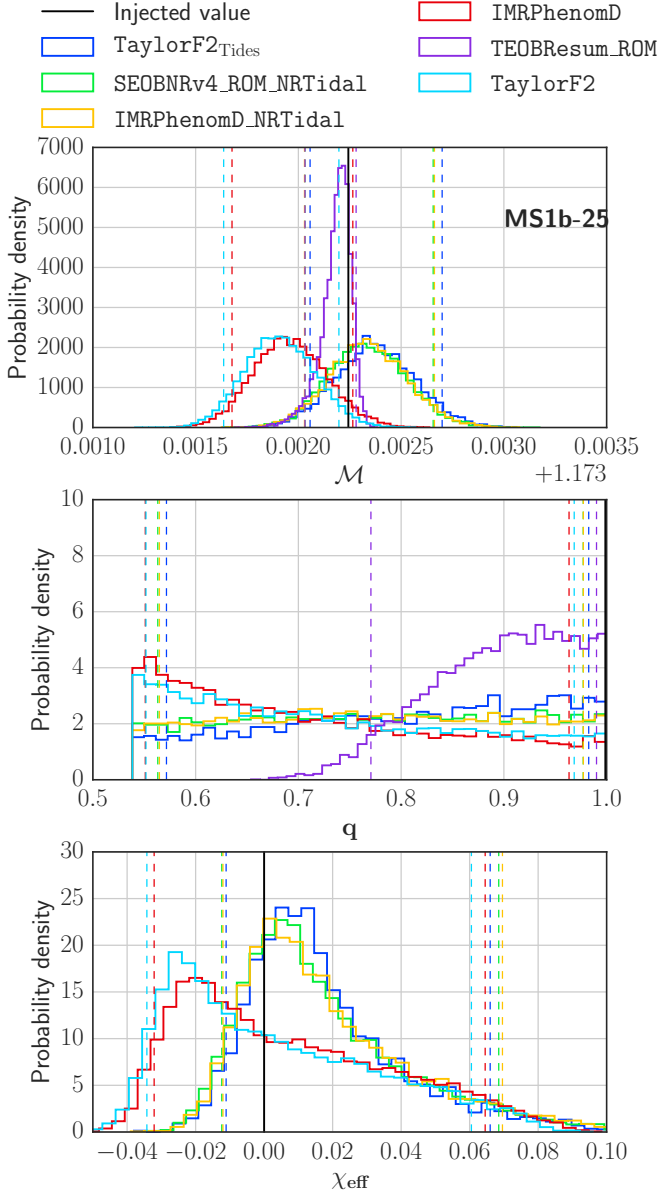 Injected value IMRPhenomD
TaylorF2Tides TEOBResum_ROM
SEOBNRv4_ROM_NRTidal TaylorF2
IMRPhenomD_NRTidal
7000
6000
5000
4000
3000
2000
1000
0
Probability density
MS1b-25
0.0010 0.0015 0.0020 0.0025 0.0030 0.0035
ℳ +1.173
10
8
6
4
2
0
Probability density
0.5 0.6 0.7 0.8 0.9 1.0
q
30
25
20
15
10
5
0
Probability density
−0.04 −0.02 0.00 0.02 0.04 0.06 0.08 0.10
χeff